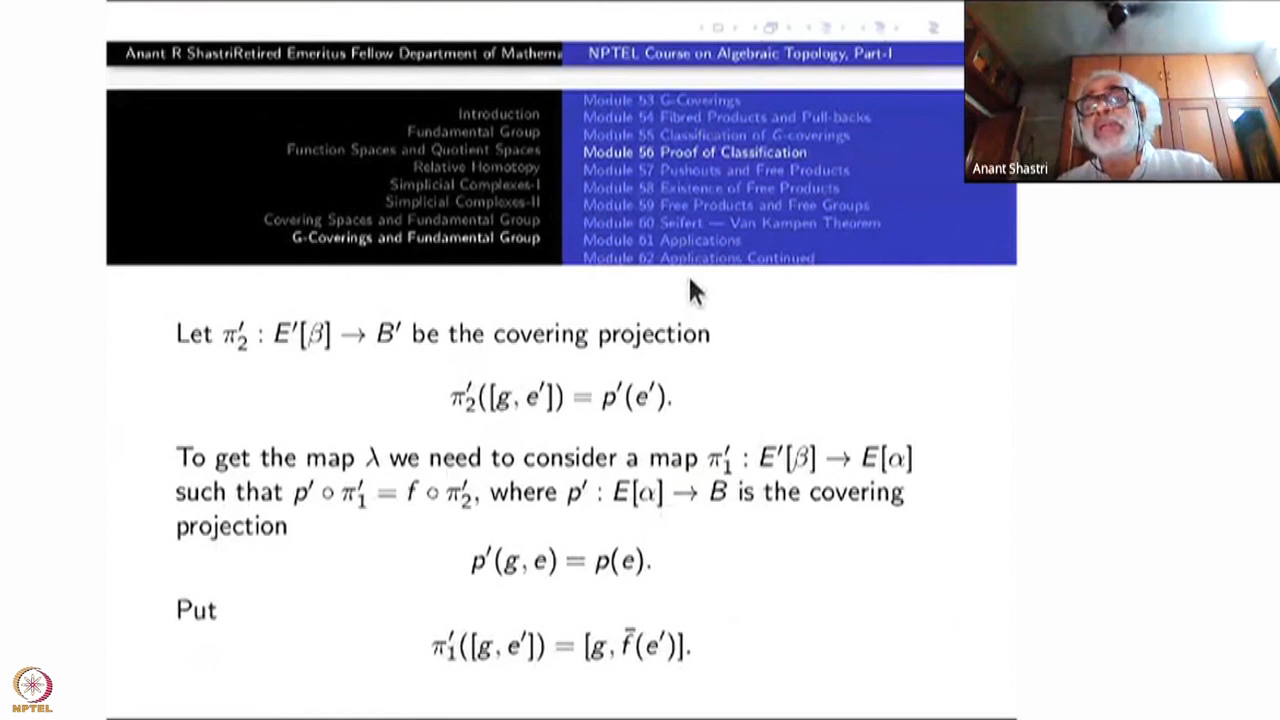 Anant R ShastriRetired Emeritus Fellow Department of Mathema
NPTEL Course on Algebraic Topology, Part-I
Introduction
Fundamental Group
Function Spaces and Quotient Spaces
Relative Homotopy
Simplicial Complexes-I
Simplicial Complexes-II
Covering Spaces and Fundamental Group
G-Coverings and Fundamental Group
Module 53 G-Coverings
Module 54 Fibred Products and Pull-backs
Module 55 Classification of G-coverings
Module 56 Proof of Classification
Module 57 Pushouts and Free Products
Module 58 Existence of Free Products
Module 59 Free Products and Free Groups
Module 60 Seifert — Van Kampen Theorem
Module 61 Applications
Module 62 Applications Continued
Anant Shastri
Let π′₂ : E′[β] → B′ be the covering projection
π′₂([g, e′]) = p′(e′).
To get the map λ we need to consider a map π′₁ : E′[β] → E[α]
such that p′ ∘ π′₁ = f ∘ π′₂, where p′ : E[α] → B is the covering
projection
p′(g, e) = p(e).
Put
π′₁([g, e′]) = [g, f̄(e′)].
NPTEL